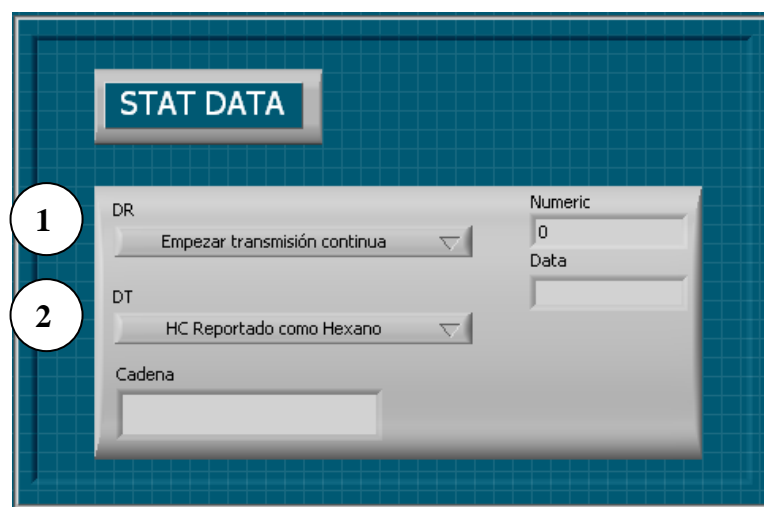 STAT DATA
1
DR
Empezar transmisión continua
2
DT
HC Reportado como Hexano
Cadena
Numeric
0
Data